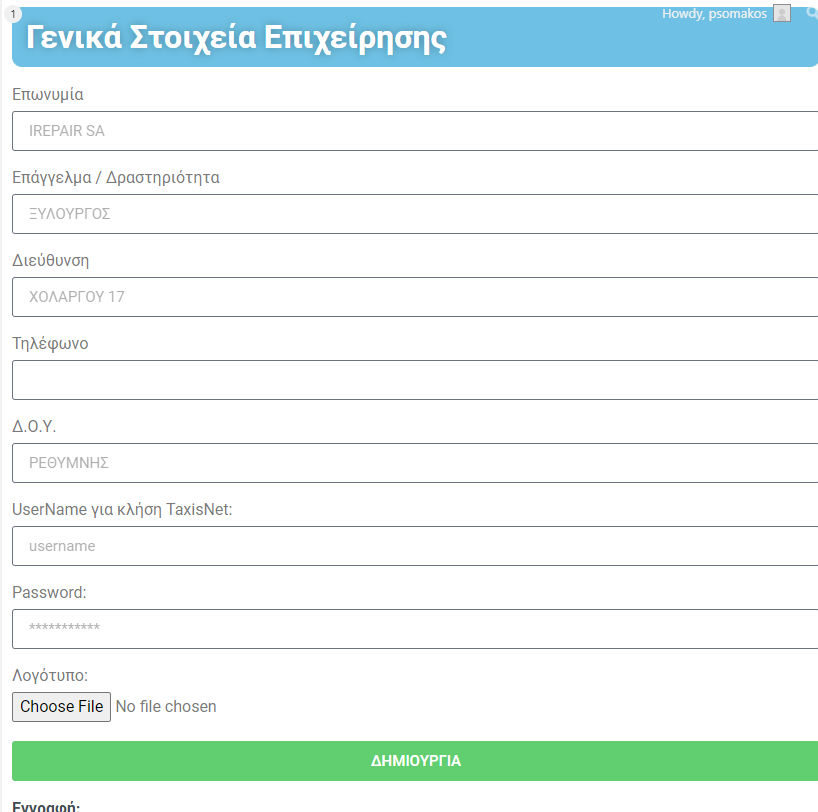 1
Howdy, psomakos
Γενικά Στοιχεία Επιχείρησης
Επωνυμία
IREPAIR SA
Επάγγελμα / Δραστηριότητα
ΞΥΛΟΥΡΓΟΣ
Διεύθυνση
ΧΟΛΑΡΓΟΥ 17
Τηλέφωνο
Δ.Ο.Υ.
ΡΕΘΥΜΝΗΣ
UserName για κλήση TaxisNet:
username
Password:
***********
Λογότυπο:
Choose File No file chosen
ΔΗΜΙΟΥΡΓΙΑ
Εγγραφή: